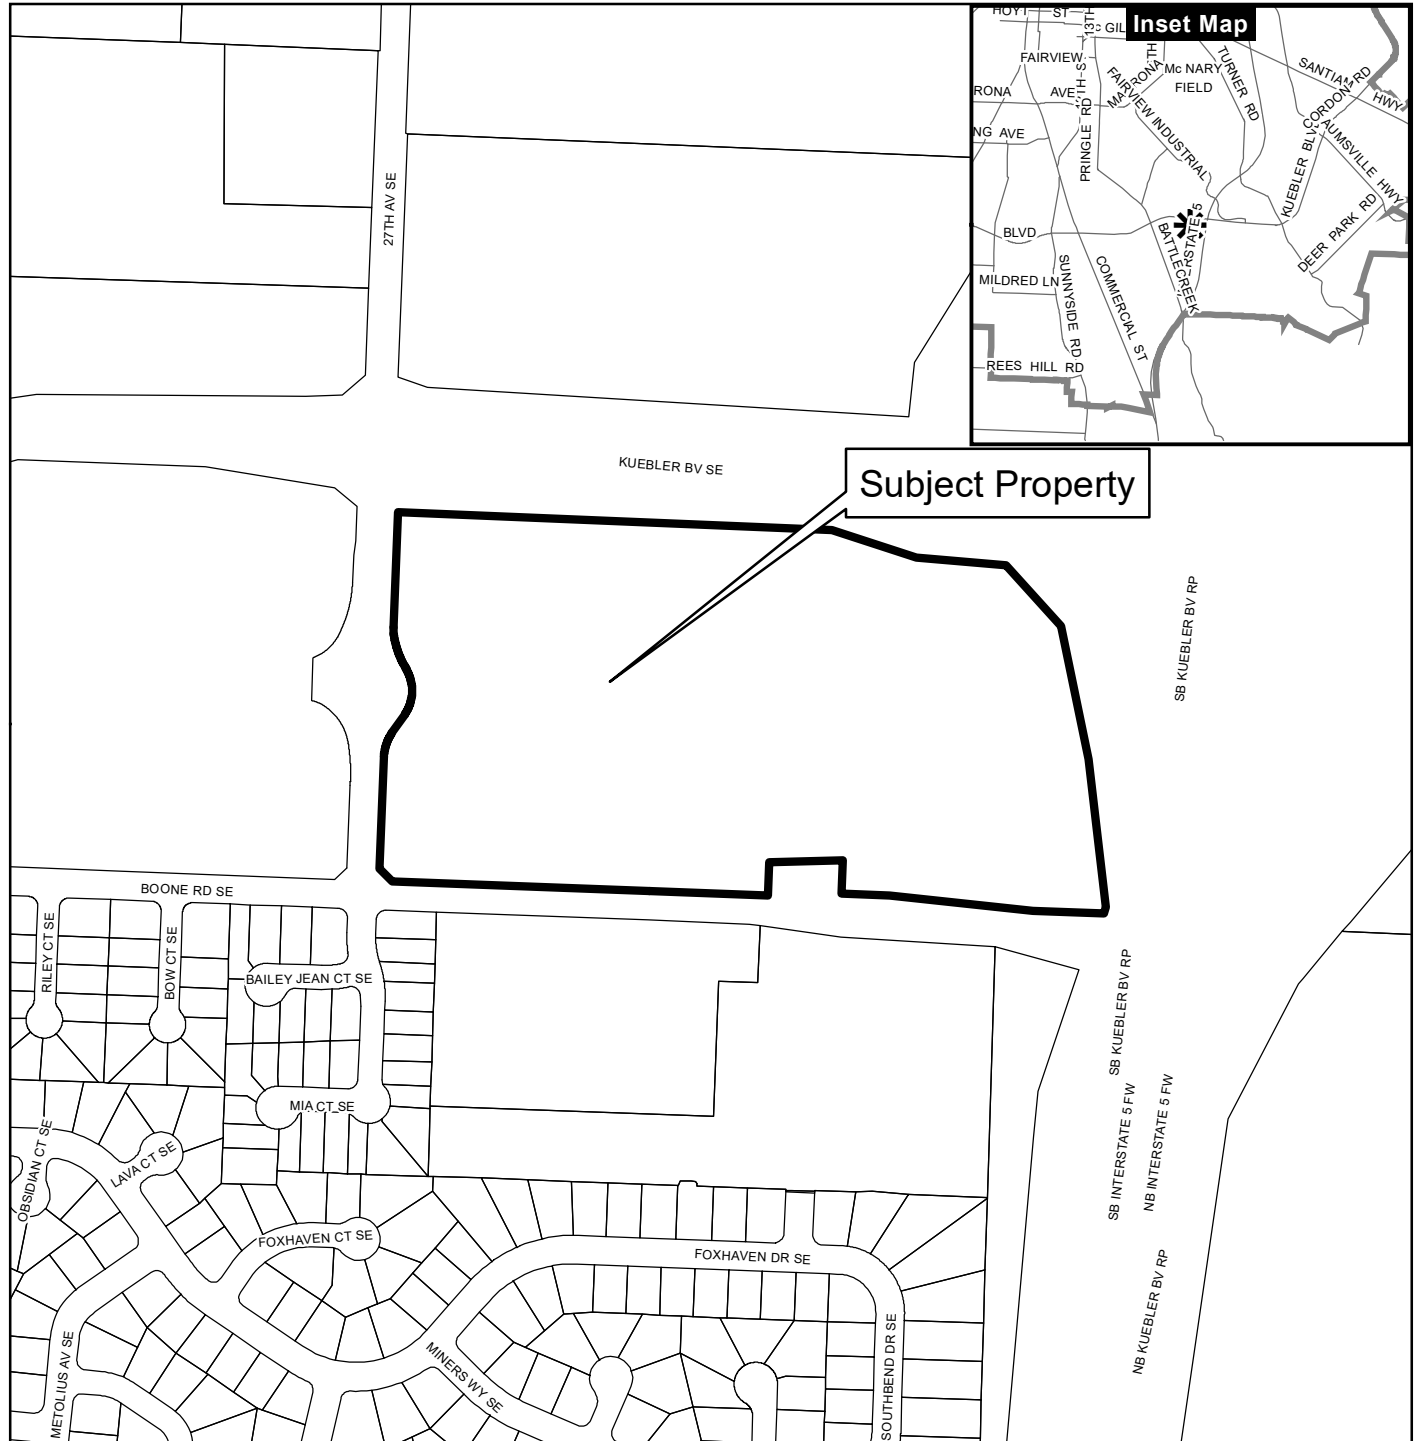 Inset Map
HOYT ST
13TH
FAIRVIEW
Mc NARY
FIELD
TURNER RD
SANTIAM HWY
CORDON RD
RONA AVE
MADRONA
FAIRVIEW INDUSTRIAL
AUMSVILLE HWY
NG AVE
PRINGLE RD
KUEBLER BLVD
DEER PARK RD
BLVD
BATTLECREEK
ERSTATE 5
MILDRED LN
SUNNYSIDE RD
COMMERCIAL ST
REES HILL RD
27TH AV SE
KUEBLER BV SE
Subject Property
SB KUEBLER BV RP
BOONE RD SE
RILEY CT SE
BOW CT SE
BAILEY JEAN CT SE
SB KUEBLER BV RP
MIA CT SE
SB INTERSTATE 5 FW
NB INTERSTATE 5 FW
OBSIDIAN CT SE
LAVA CT SE
FOXHAVEN CT SE
FOXHAVEN DR SE
NB KUEBLER BV RP
METOLIUS AV SE
MINERS WY SE
SOUTHBEND DR SE